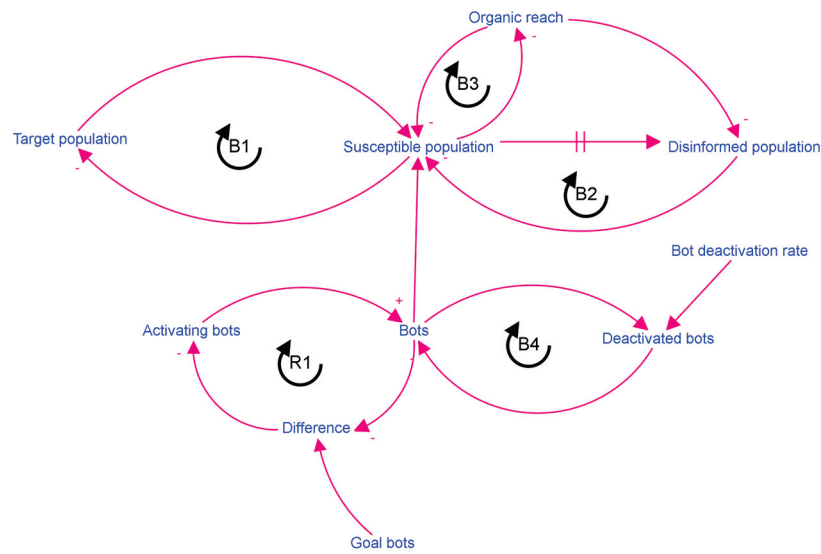 Organic reach
-
B3
-
-
Target population
B1
Susceptible population
Disinformed population
-
-
B2
Bot deactivation rate
+
Activating bots
Bots
Deactivated bots
-
R1
B4
-
Difference
-
Goal bots